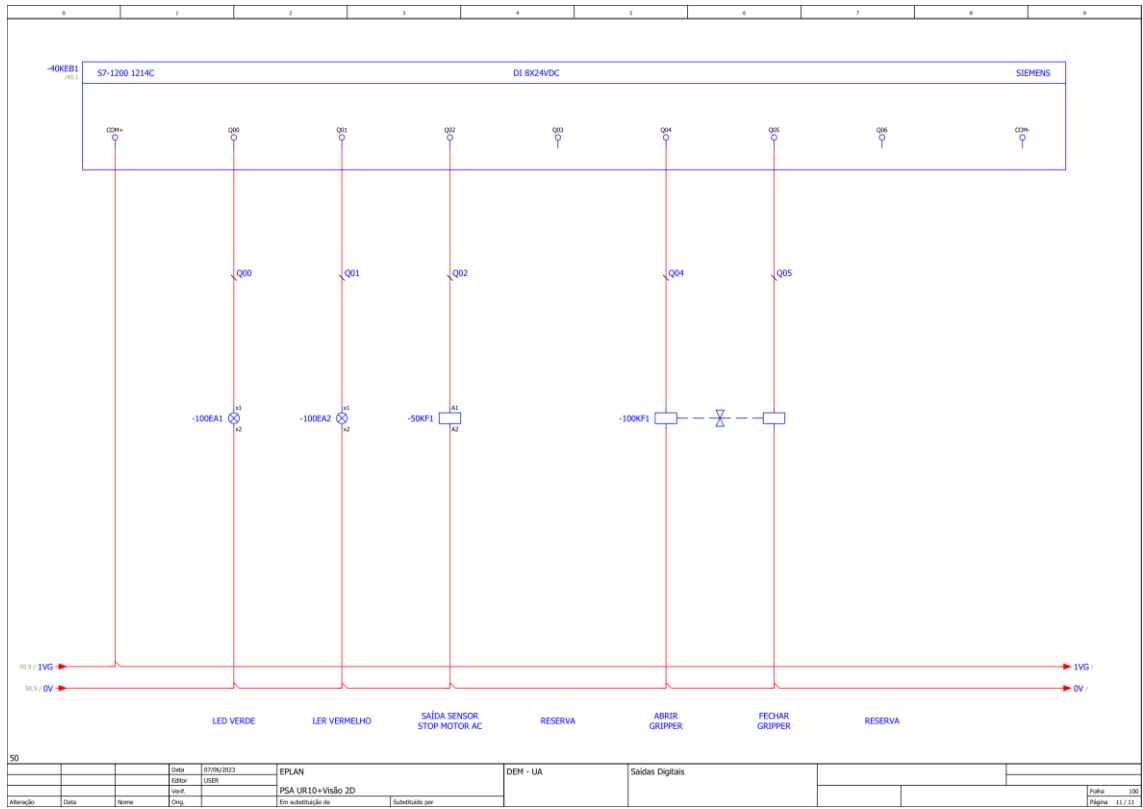 0 1 2 3 4 5 6 7 8 9
-40KEB1
/40.1
S7-1200 1214C DI 8X24VDC SIEMENS
COM+ Q00 Q01 Q02 Q03 Q04 Q05 Q06 COM-
Q00 Q01 Q02 Q04 Q05
x1 x1 A1
-100EA1 -100EA2 -50KF1 -100KF1
x2 x2 A2
50.9 / 1VG 1VG /
50.9 / 0V 0V /
LED VERDE
LER VERMELHO
SAÍDA SENSOR
STOP MOTOR AC
RESERVA
ABRIR
GRIPPER
FECHAR
GRIPPER
RESERVA
50
Data 07/06/2023 EPLAN DEM - UA Saídas Digitais
Editor USER
Verif. PSA UR10+Visão 2D Folha 100
Alteração Data Nome Orig. Em substituição de Substituído por Página 11/11